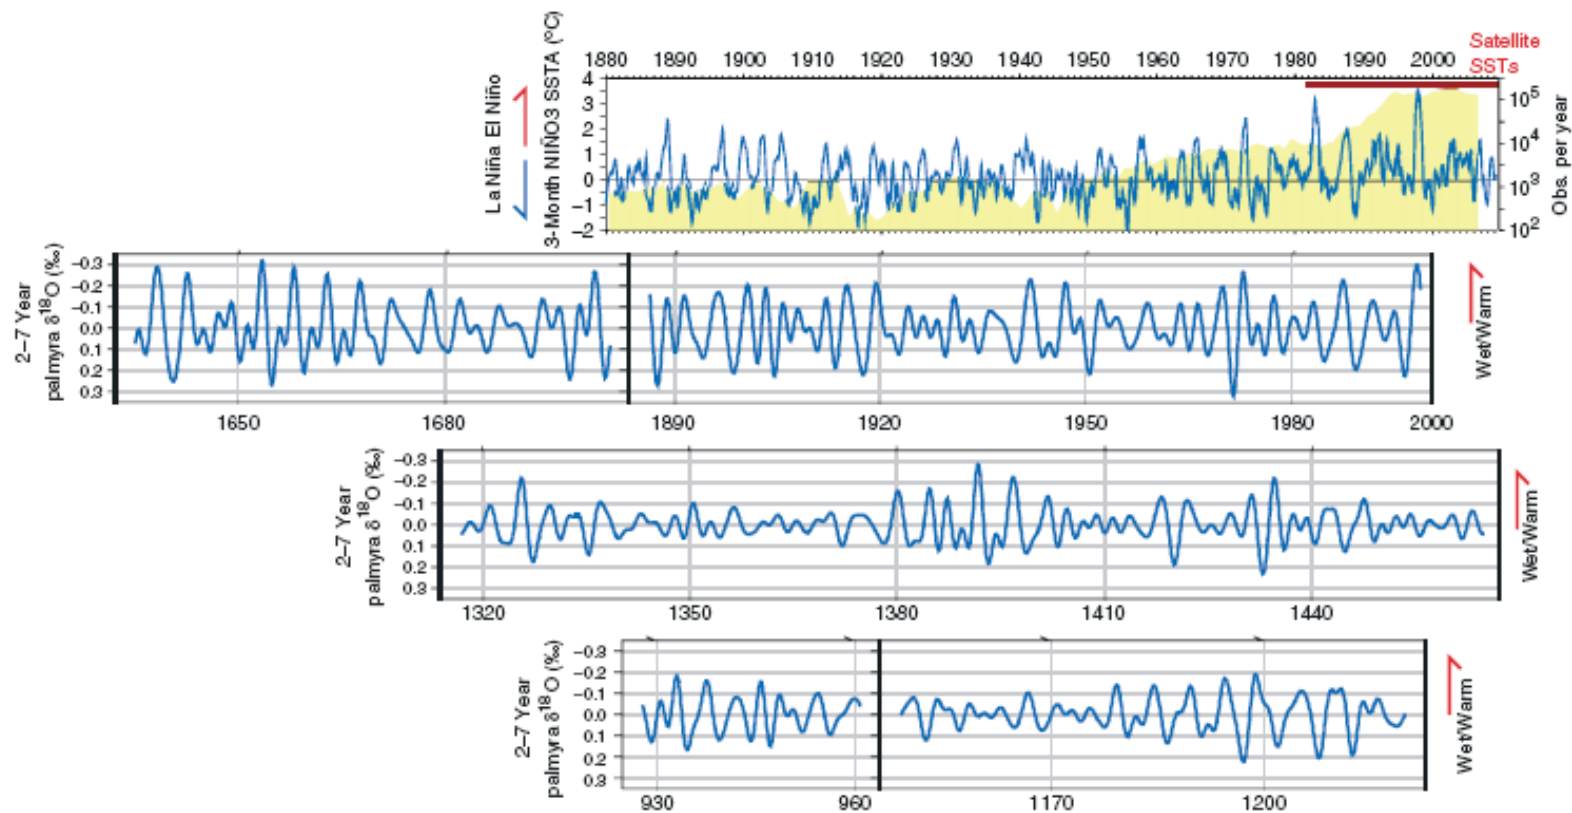 Satellite
SSTs
1880 1890 1900 1910 1920 1930 1940 1950 1960 1970 1980 1990 2000
La Niña El Niño
3-Month NIÑO3 SSTA (°C)
4
3
2
1
0
−1
−2
10⁵
10⁴
10³
10²
Obs. per year
2–7 Year
palmyra δ¹⁸O (‰)
−0.3
−0.2
−0.1
0.0
0.1
0.2
0.3
Wet/Warm
1650 1680 1890 1920 1950 1980 2000
2–7 Year
palmyra δ¹⁸O (‰)
−0.3
−0.2
−0.1
0.0
0.1
0.2
0.3
Wet/Warm
1320 1350 1380 1410 1440
2–7 Year
palmyra δ¹⁸O (‰)
−0.3
−0.2
−0.1
0.0
0.1
0.2
0.3
Wet/Warm
930 960 1170 1200